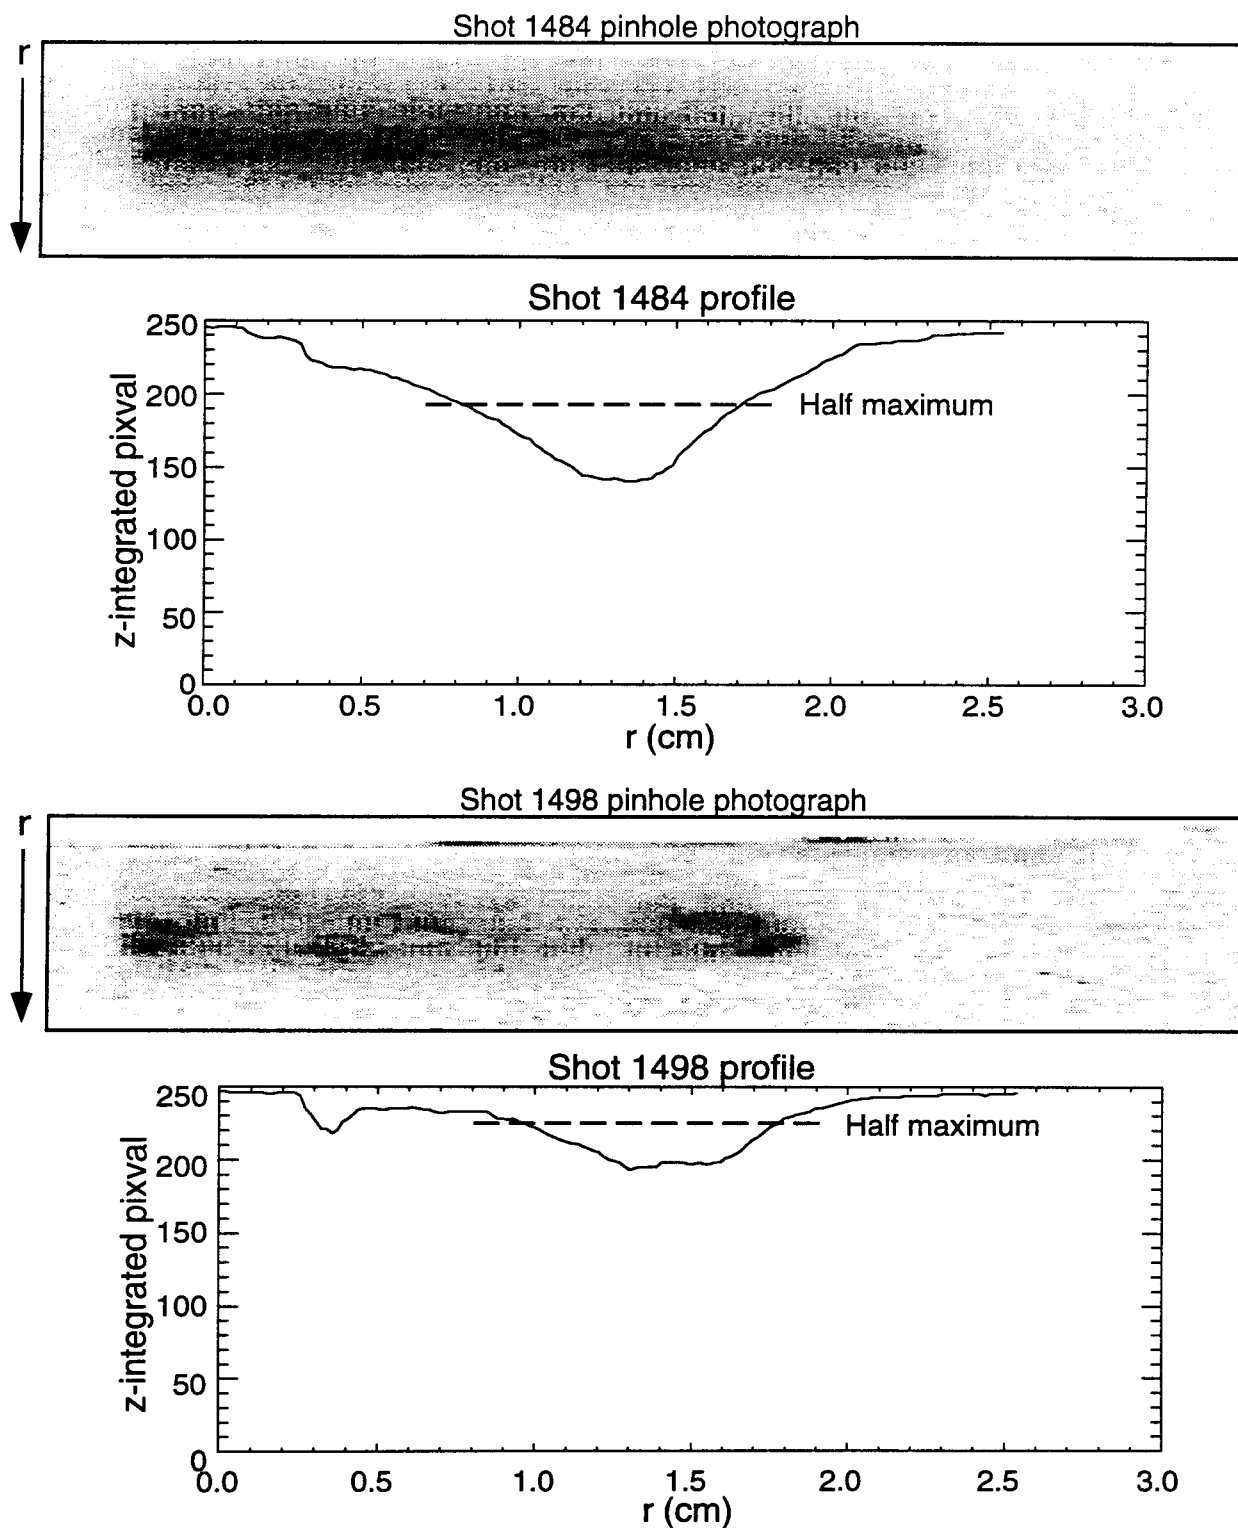 Shot 1484 pinhole photograph
r
Shot 1484 profile
250
200
150
100
50
0
z-integrated pixval
Half maximum
0.0 0.5 1.0 1.5 2.0 2.5 3.0
r (cm)
Shot 1498 pinhole photograph
r
Shot 1498 profile
250
200
150
100
50
0
z-integrated pixval
Half maximum
0.0 0.5 1.0 1.5 2.0 2.5 3.0
r (cm)